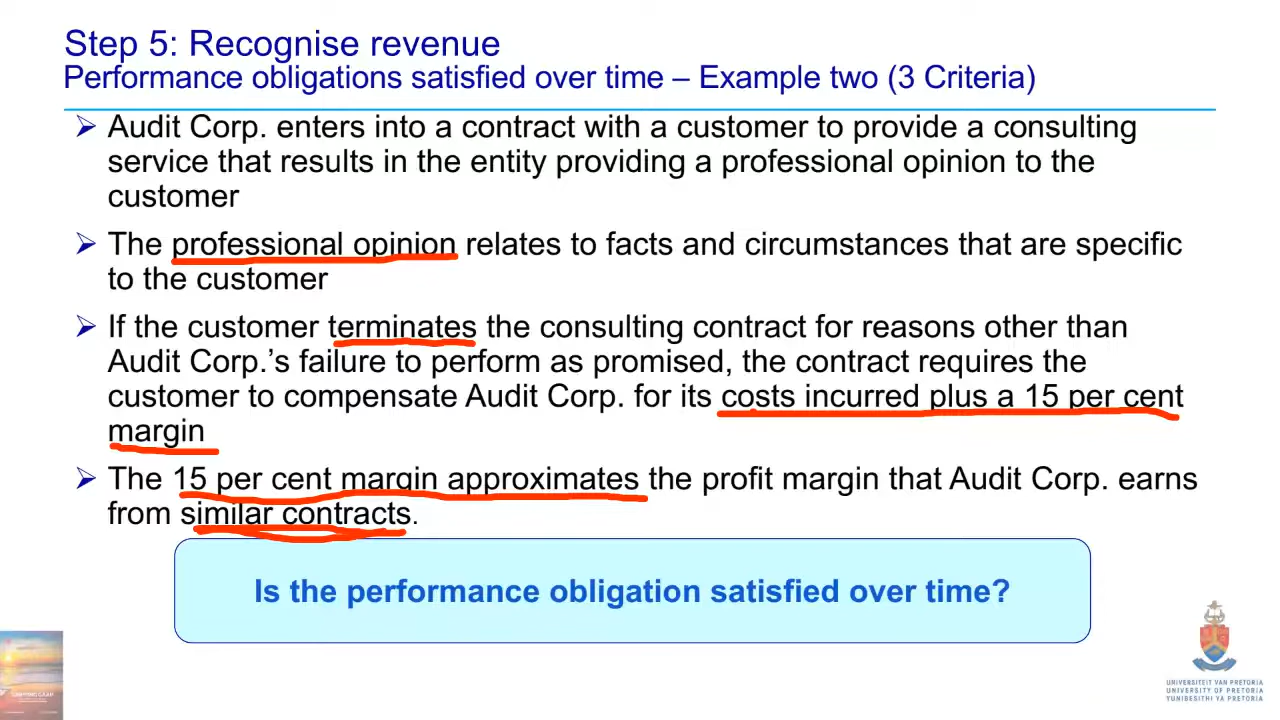 Step 5: Recognise revenue
Performance obligations satisfied over time – Example two (3 Criteria)
➢ Audit Corp. enters into a contract with a customer to provide a consulting
service that results in the entity providing a professional opinion to the
customer
➢ The professional opinion relates to facts and circumstances that are specific
to the customer
➢ If the customer terminates the consulting contract for reasons other than
Audit Corp.’s failure to perform as promised, the contract requires the
customer to compensate Audit Corp. for its costs incurred plus a 15 per cent
margin
➢ The 15 per cent margin approximates the profit margin that Audit Corp. earns
from similar contracts.
Is the performance obligation satisfied over time?
UNIVERSITEIT VAN PRETORIA
UNIVERSITY OF PRETORIA
YUNIBESITHI YA PRETORIA